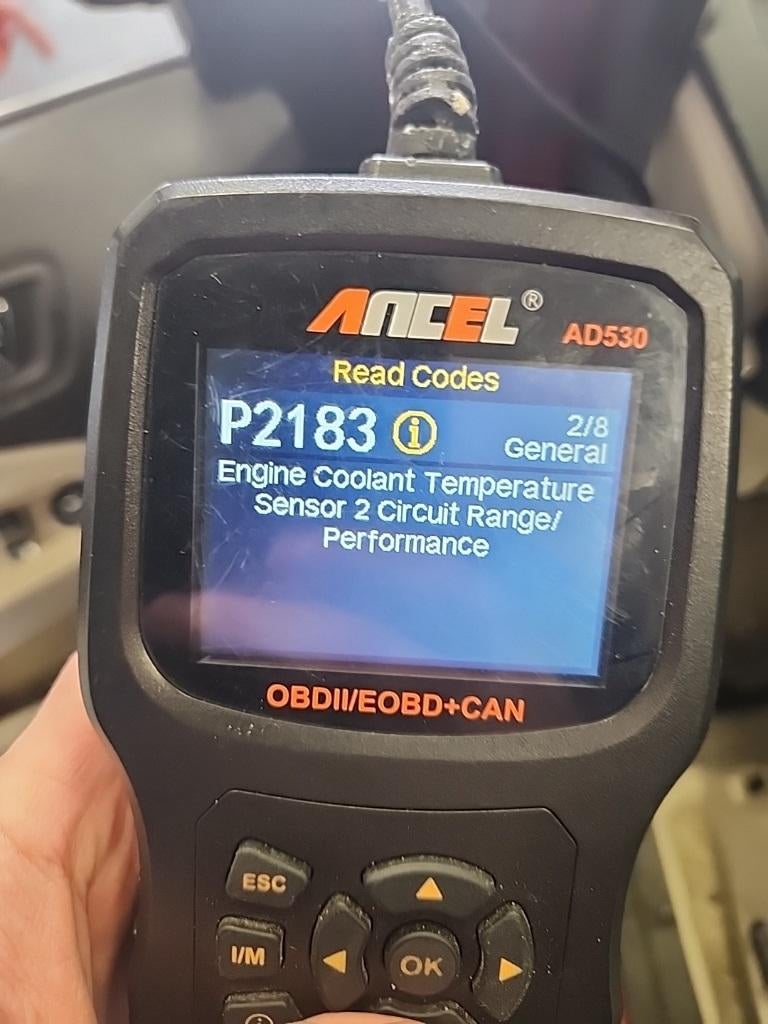 ANCEL®
AD530
Read Codes
P2183 i 2/8
General
Engine Coolant Temperature
Sensor 2 Circuit Range/
Performance
OBDII/EOBD+CAN
ESC
I/M
OK
i